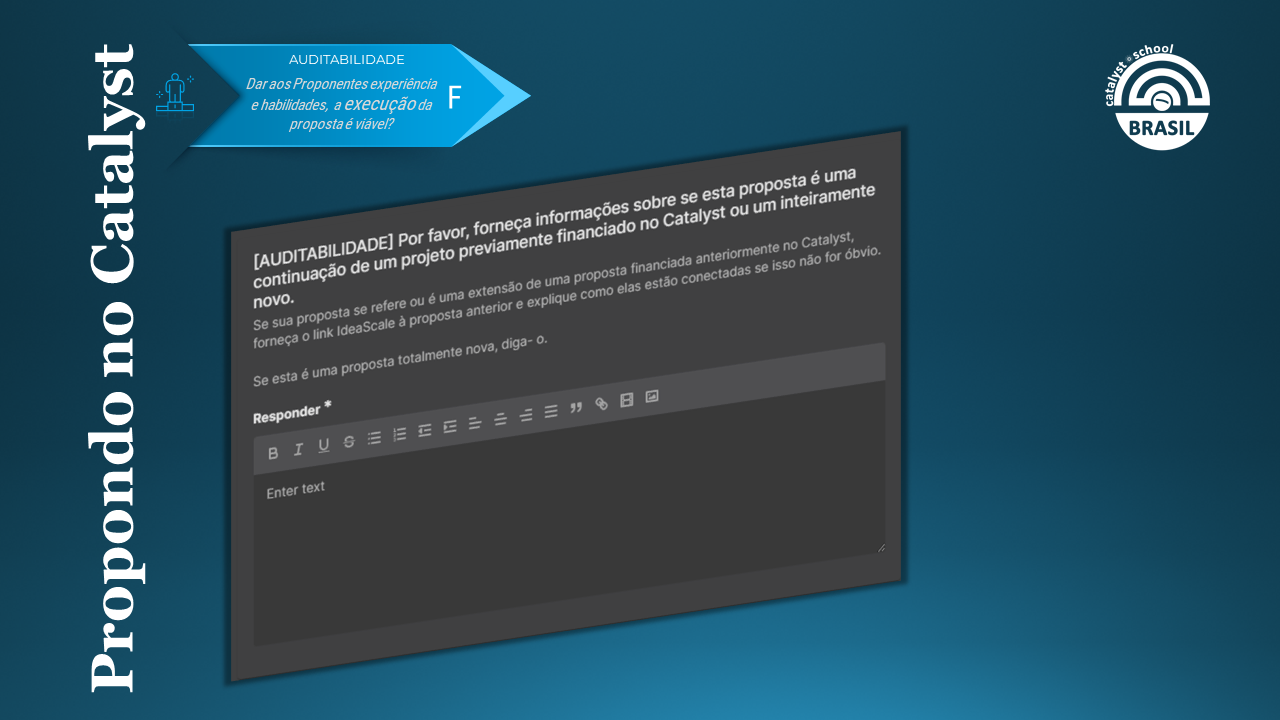 Propondo no Catalyst
AUDITABILIDADE
Dar aos Proponentes experiência
e habilidades, a execução da
proposta é viável?
F
catalyst school
BRASIL
[AUDITABILIDADE] Por favor, forneça informações sobre se esta proposta é uma
continuação de um projeto previamente financiado no Catalyst ou um inteiramente
novo.
Se sua proposta se refere ou é uma extensão de uma proposta financiada anteriormente no Catalyst,
forneça o link IdeaScale à proposta anterior e explique como elas estão conectadas se isso não for óbvio.
Se esta é uma proposta totalmente nova, diga- o.
Responder *
B I U S
Enter text